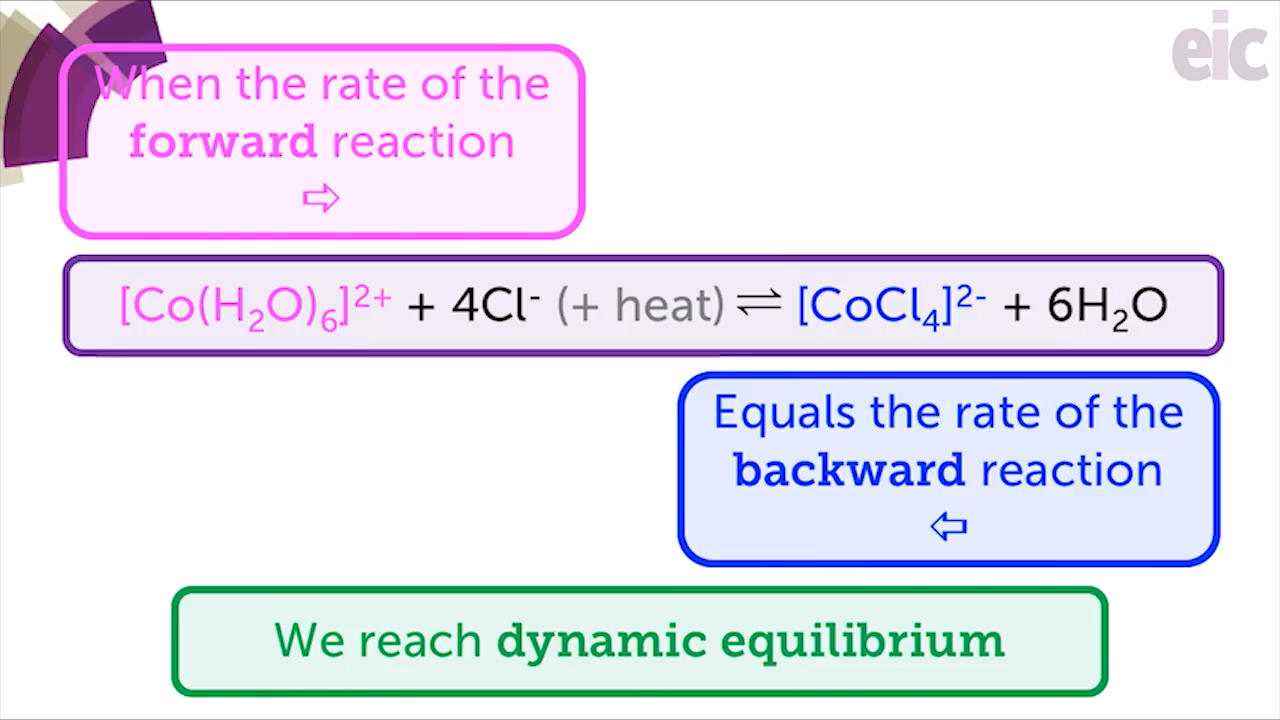 eic
When the rate of the
forward reaction
⇨
[Co(H₂O)₆]²⁺ + 4Cl⁻ (+ heat) ⇌ [CoCl₄]²⁻ + 6H₂O
Equals the rate of the
backward reaction
⇦
We reach dynamic equilibrium